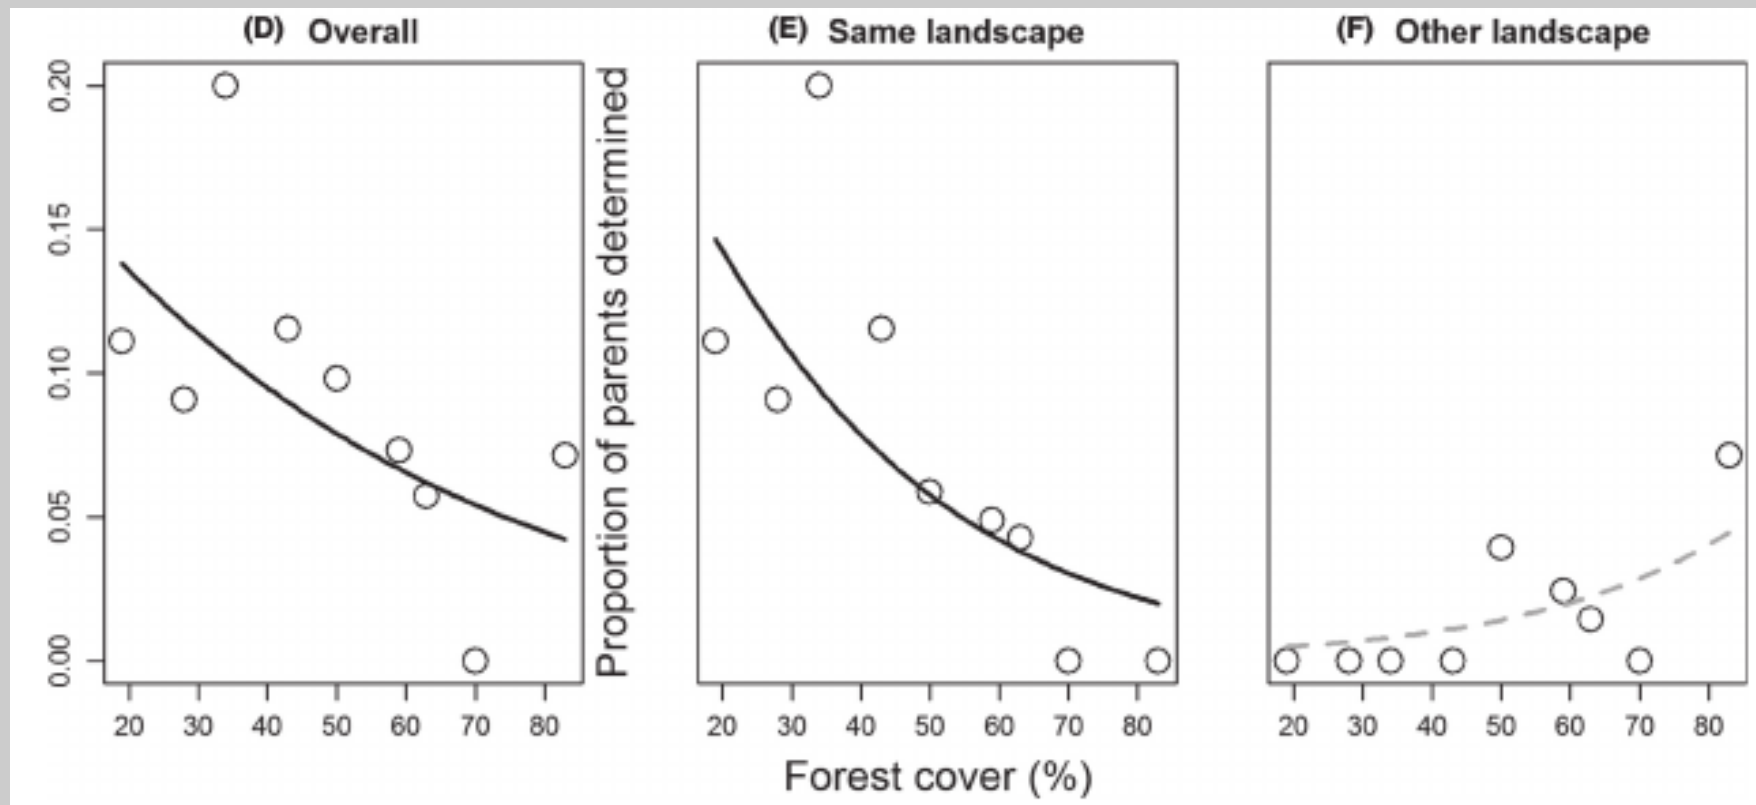 (D) Overall
(E) Same landscape
(F) Other landscape
0.20
0.15
0.10
0.05
0.00
Proportion of parents determined
20 30 40 50 60 70 80
20 30 40 50 60 70 80
20 30 40 50 60 70 80
Forest cover (%)